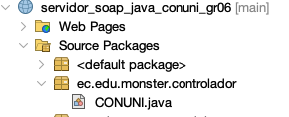 servidor_soap_java_conuni_gr06 [main]
Web Pages
Source Packages
<default package>
ec.edu.monster.controlador
CONUNI.java